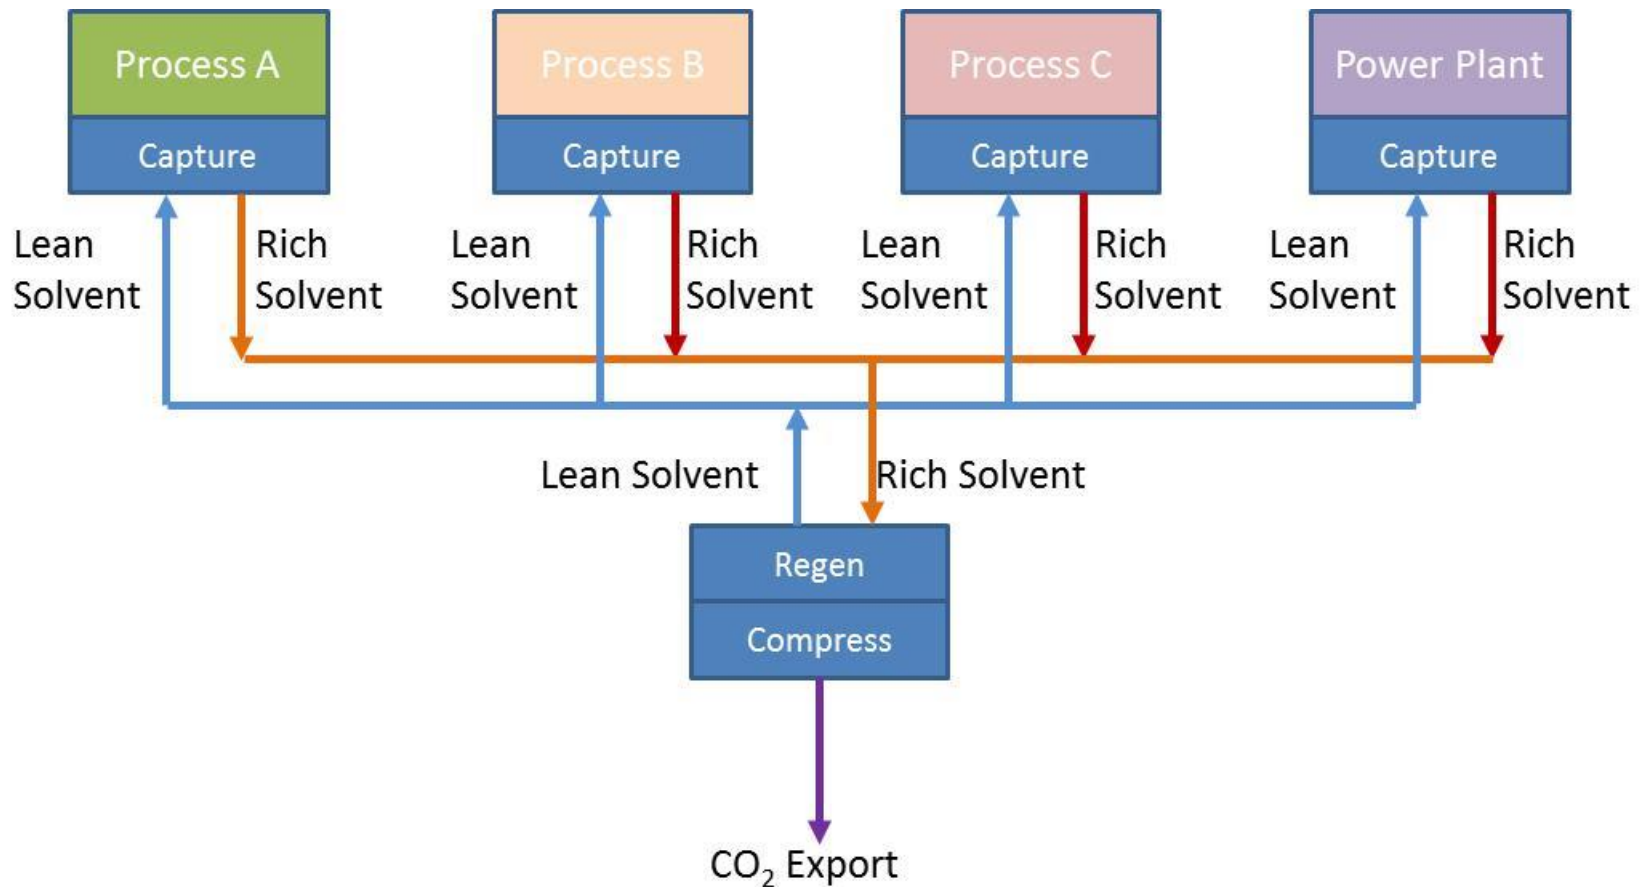 Process A
Process B
Process C
Power Plant
Capture
Capture
Capture
Capture
Lean
Solvent
Rich
Solvent
Lean
Solvent
Rich
Solvent
Lean
Solvent
Rich
Solvent
Lean
Solvent
Rich
Solvent
Lean Solvent
Rich Solvent
Regen
Compress
CO₂ Export